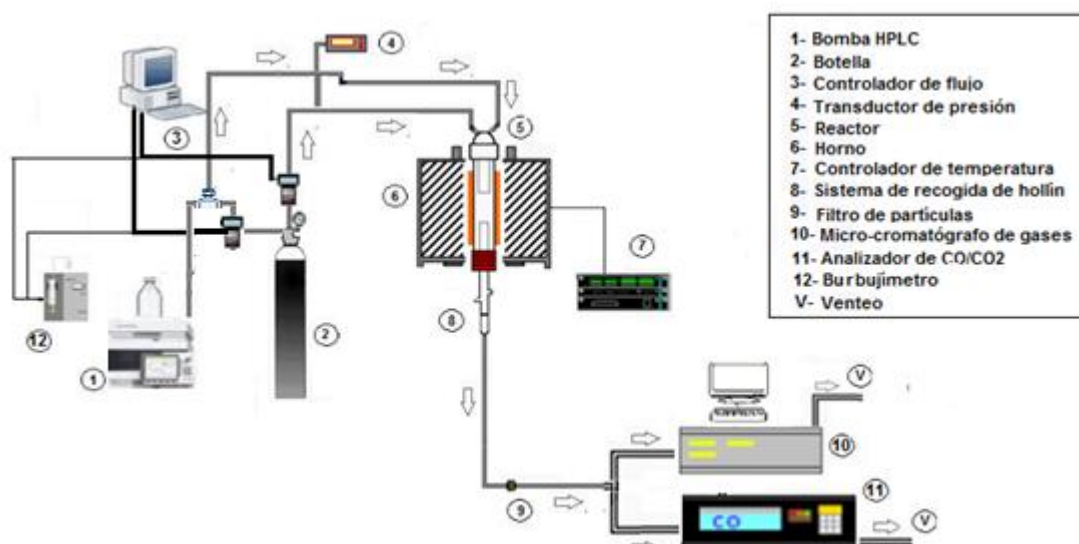 1- Bomba HPLC
2- Botella
3- Controlador de flujo
4- Transductor de presión
5- Reactor
6- Horno
7- Controlador de temperatura
8- Sistema de recogida de hollín
9- Filtro de partículas
10- Micro-cromatógrafo de gases
11- Analizador de CO/CO2
12- Burbujímetro
V- Venteo
4
3
5
6
7
2
8
12
1
V
10
9
11
CO
V